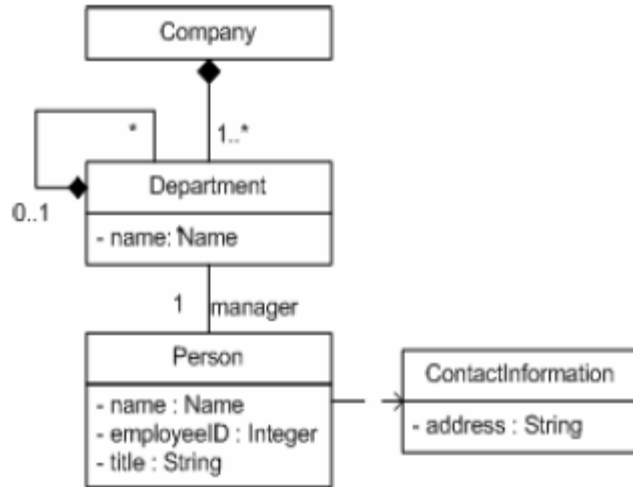 Company
*
1..*
Department
0..1
- name: Name
*
1 manager
Person
- name : Name
- employeeID : Integer
- title : String
ContactInformation
- address : String